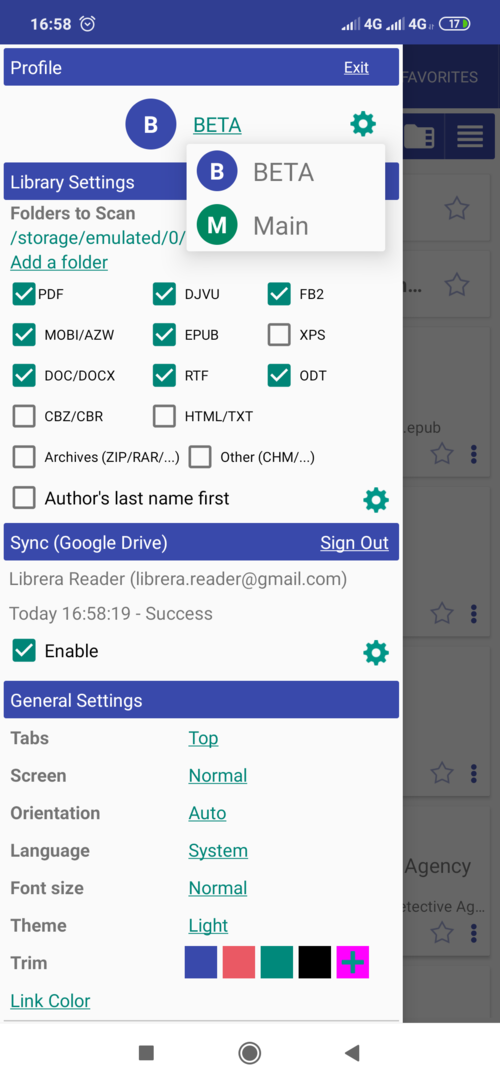 16:58 4G 4G 17
Profile Exit
FAVORITES
B BETA
B BETA
Library Settings
M Main
Folders to Scan
/storage/emulated/0/
Add a folder
PDF DJVU FB2
MOBI/AZW EPUB XPS
DOC/DOCX RTF ODT
CBZ/CBR HTML/TXT
.epub
Archives (ZIP/RAR/...) Other (CHM/...)
Author's last name first
Sync (Google Drive) Sign Out
Librera Reader (librera.reader@gmail.com)
Today 16:58:19 - Success
Enable
General Settings
Tabs Top
Screen Normal
Orientation Auto
Language System
Agency
Font size Normal
etective Ag...
Theme Light
Trim
Link Color